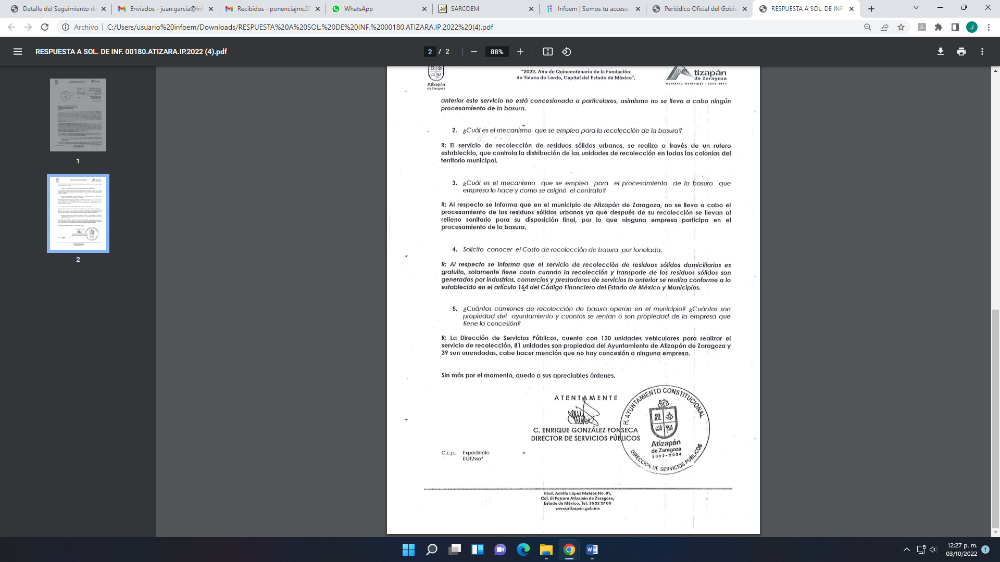 Detalle del Seguimiento de
Enviados - juan.garcia@inf
Recibidos - ponenciajmc20
WhatsApp
SARCOEM
Infoem | Somos tu acceso
Periódico Oficial del Gobie
RESPUESTA A SOL. DE INF.
Archivo
C:/Users/usuario%20infoem/Downloads/RESPUESTA%20A%20SOL.%20DE%20INF.%2000180.ATIZARA.IP.2022%20(4).pdf
J
RESPUESTA A SOL. DE INF. 00180.ATIZARA.IP.2022 (4).pdf
2 / 2
88%
1
2
Atizapán
de Zaragoza
"2022. Año de Quincentenario de la Fundación
de Toluca de Lerdo, Capital del Estado de México".
tizapán
de Zaragoza
Gobierno Municipal - 2022-2024
anterior este servicio no está concesionada a particulares, asimismo no se lleva a cabo ningún
procesamiento de la basura.
2. ¿Cuál es el mecanismo que se emplea para la recolección de la basura?
R: El servicio de recolección de residuos sólidos urbanos, se realiza a través de un rutero
establecido, que controla la distribución de las unidades de recolección en todas las colonias del
territorio municipal.
3. ¿Cuál es el mecanismo que se emplea para el procesamiento de la basura que
empresa lo hace y como se asignó el contrato?
R: Al respecto se informa que en el municipio de Atizapán de Zaragoza, no se lleva a cabo el
procesamiento de los residuos sólidos urbanos ya que después de su recolección se llevan al
relleno sanitario para su disposición final, por lo que ninguna empresa participa en el
procesamiento de la basura.
4. Solicito conocer el Costo de recolección de basura por tonelada.
R: Al respecto se informa que el servicio de recolección de residuos sólidos domiciliarios es
gratuito, solamente tiene costo cuando la recolección y transporte de los residuos sólidos son
generados por industrias, comercios y prestadores de servicios lo anterior se realiza conforme a lo
establecido en el artículo 164 del Código Financiero del Estado de México y Municipios.
5. ¿Cuántos camiones de recolección de basura operan en el municipio? ¿Cuántos son
propiedad del ayuntamiento y cuantos se rentan o son propiedad de la empresa que
tiene la concesión?
R: La Dirección de Servicios Públicos, cuenta con 120 unidades vehiculares para realizar el
servicio de recolección, 81 unidades son propiedad del Ayuntamiento de Atizapán de Zaragoza y
39 son arrendadas, cabe hacer mención que no hay concesión a ninguna empresa.
Sin más por el momento, quedo a sus apreciables órdenes.
ATENTAMENTE
C. ENRIQUE GONZÁLEZ FONSECA
DIRECTOR DE SERVICIOS PÚBLICOS
H. AYUNTAMIENTO CONSTITUCIONAL
Atizapán
de Zaragoza
2022-2024
DIRECCIÓN DE SERVICIOS PÚBLICOS
C.c.p. Expediente
EGF/ssa*
Blvd. Adolfo López Mateos No. 91,
Col. El Potrero Atizapán de Zaragoza,
Estado de México. Tel. 36 22 27 00
www.atizapan.gob.mx
12:27 p. m.
03/10/2022
1